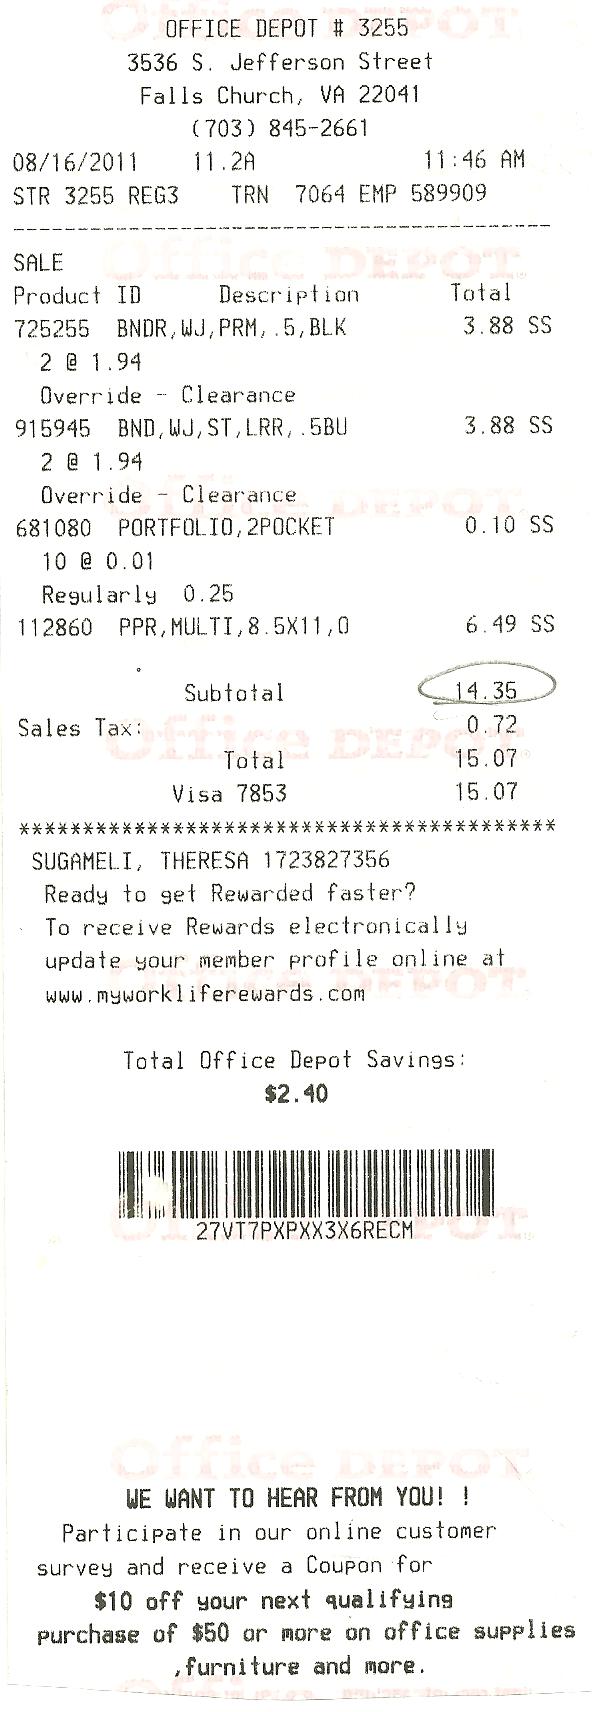 OFFICE DEPOT # 3255
3536 S. Jefferson Street
Falls Church, VA 22041
(703) 845-2661
08/16/2011 11.2A 11:46 AM
STR 3255 REG3 TRN 7064 EMP 589909
------------------------------------------
SALE
Product ID Description Total
725255 BNDR,WJ,PRM,.5,BLK 3.88 SS
2 @ 1.94
Override - Clearance
915945 BND,WJ,ST,LRR,.5BU 3.88 SS
2 @ 1.94
Override - Clearance
681080 PORTFOLIO,2POCKET 0.10 SS
10 @ 0.01
Regularly 0.25
112860 PPR,MULTI,8.5X11,O 6.49 SS
Subtotal 14.35
Sales Tax: 0.72
Total 15.07
Visa 7853 15.07
******************************************
SUGAMELI, THERESA 1723827356
Ready to get Rewarded faster?
To receive Rewards electronically
update your member profile online at
www.myworkliferewards.com
Total Office Depot Savings:
$2.40
27VT7PXPXX3X6RECM
Office DEPOT
WE WANT TO HEAR FROM YOU! !
Participate in our online customer
survey and receive a Coupon for
$10 off your next qualifying
purchase of $50 or more on office supplies
,furniture and more.